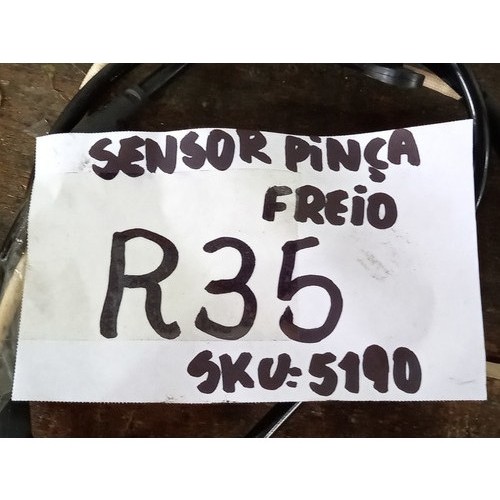 SENSOR PiNÇA
FREiO
R35
SKU: 5190